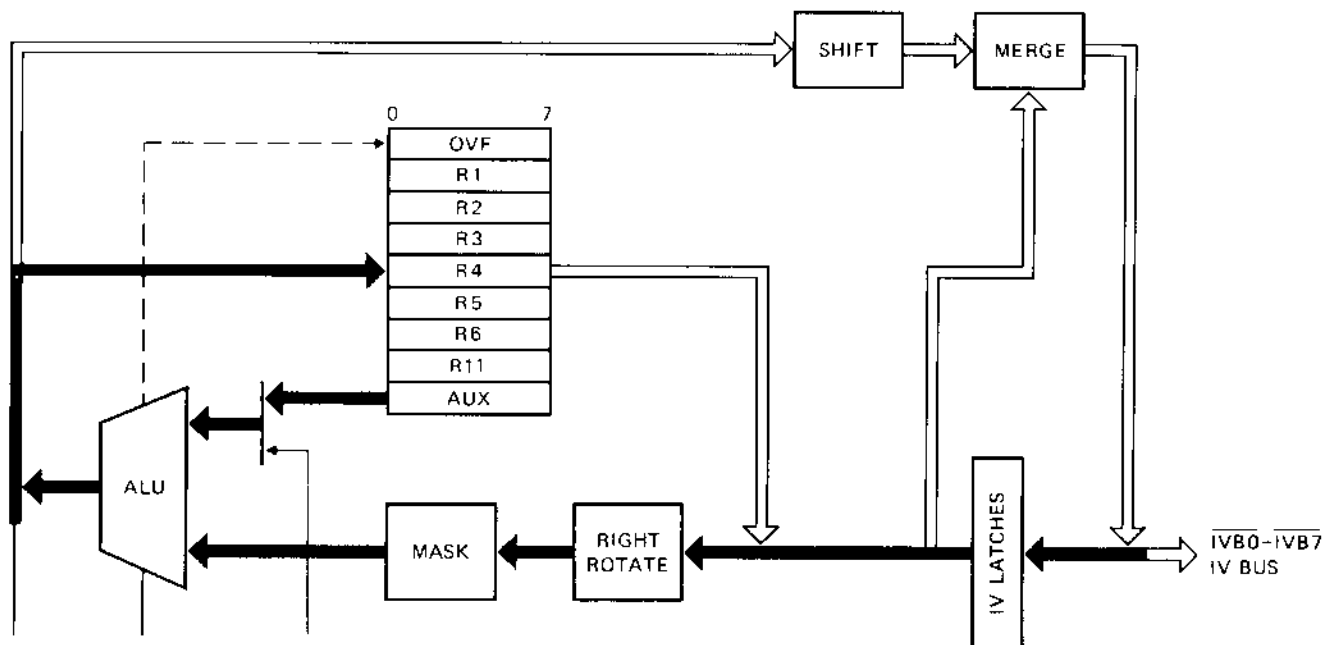 SHIFT
MERGE
0 7
OVF
R1
R2
R3
R4
R5
R6
R11
AUX
ALU
MASK
RIGHT
ROTATE
IV LATCHES
IVB0-IVB7
IV BUS